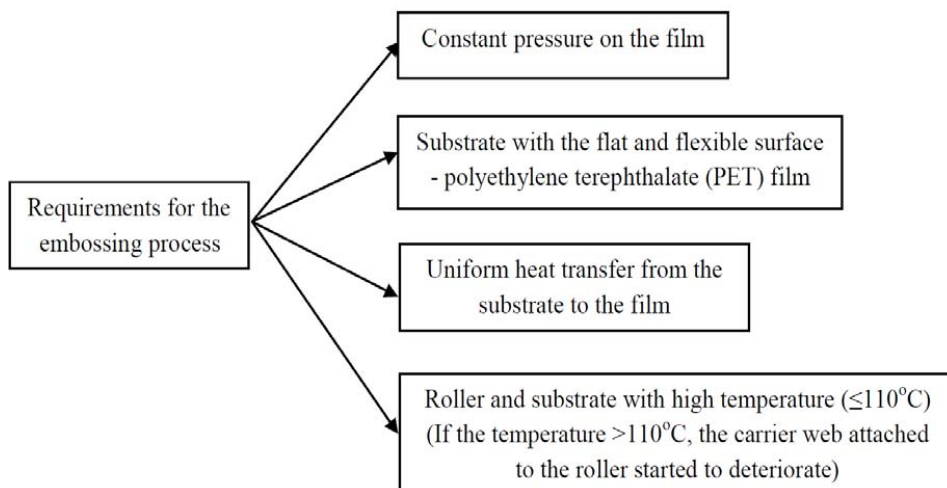 Constant pressure on the film
Substrate with the flat and flexible surface
- polyethylene terephthalate (PET) film
Requirements for the
embossing process
Uniform heat transfer from the
substrate to the film
Roller and substrate with high temperature (≤110°C)
(If the temperature >110°C, the carrier web attached
to the roller started to deteriorate)